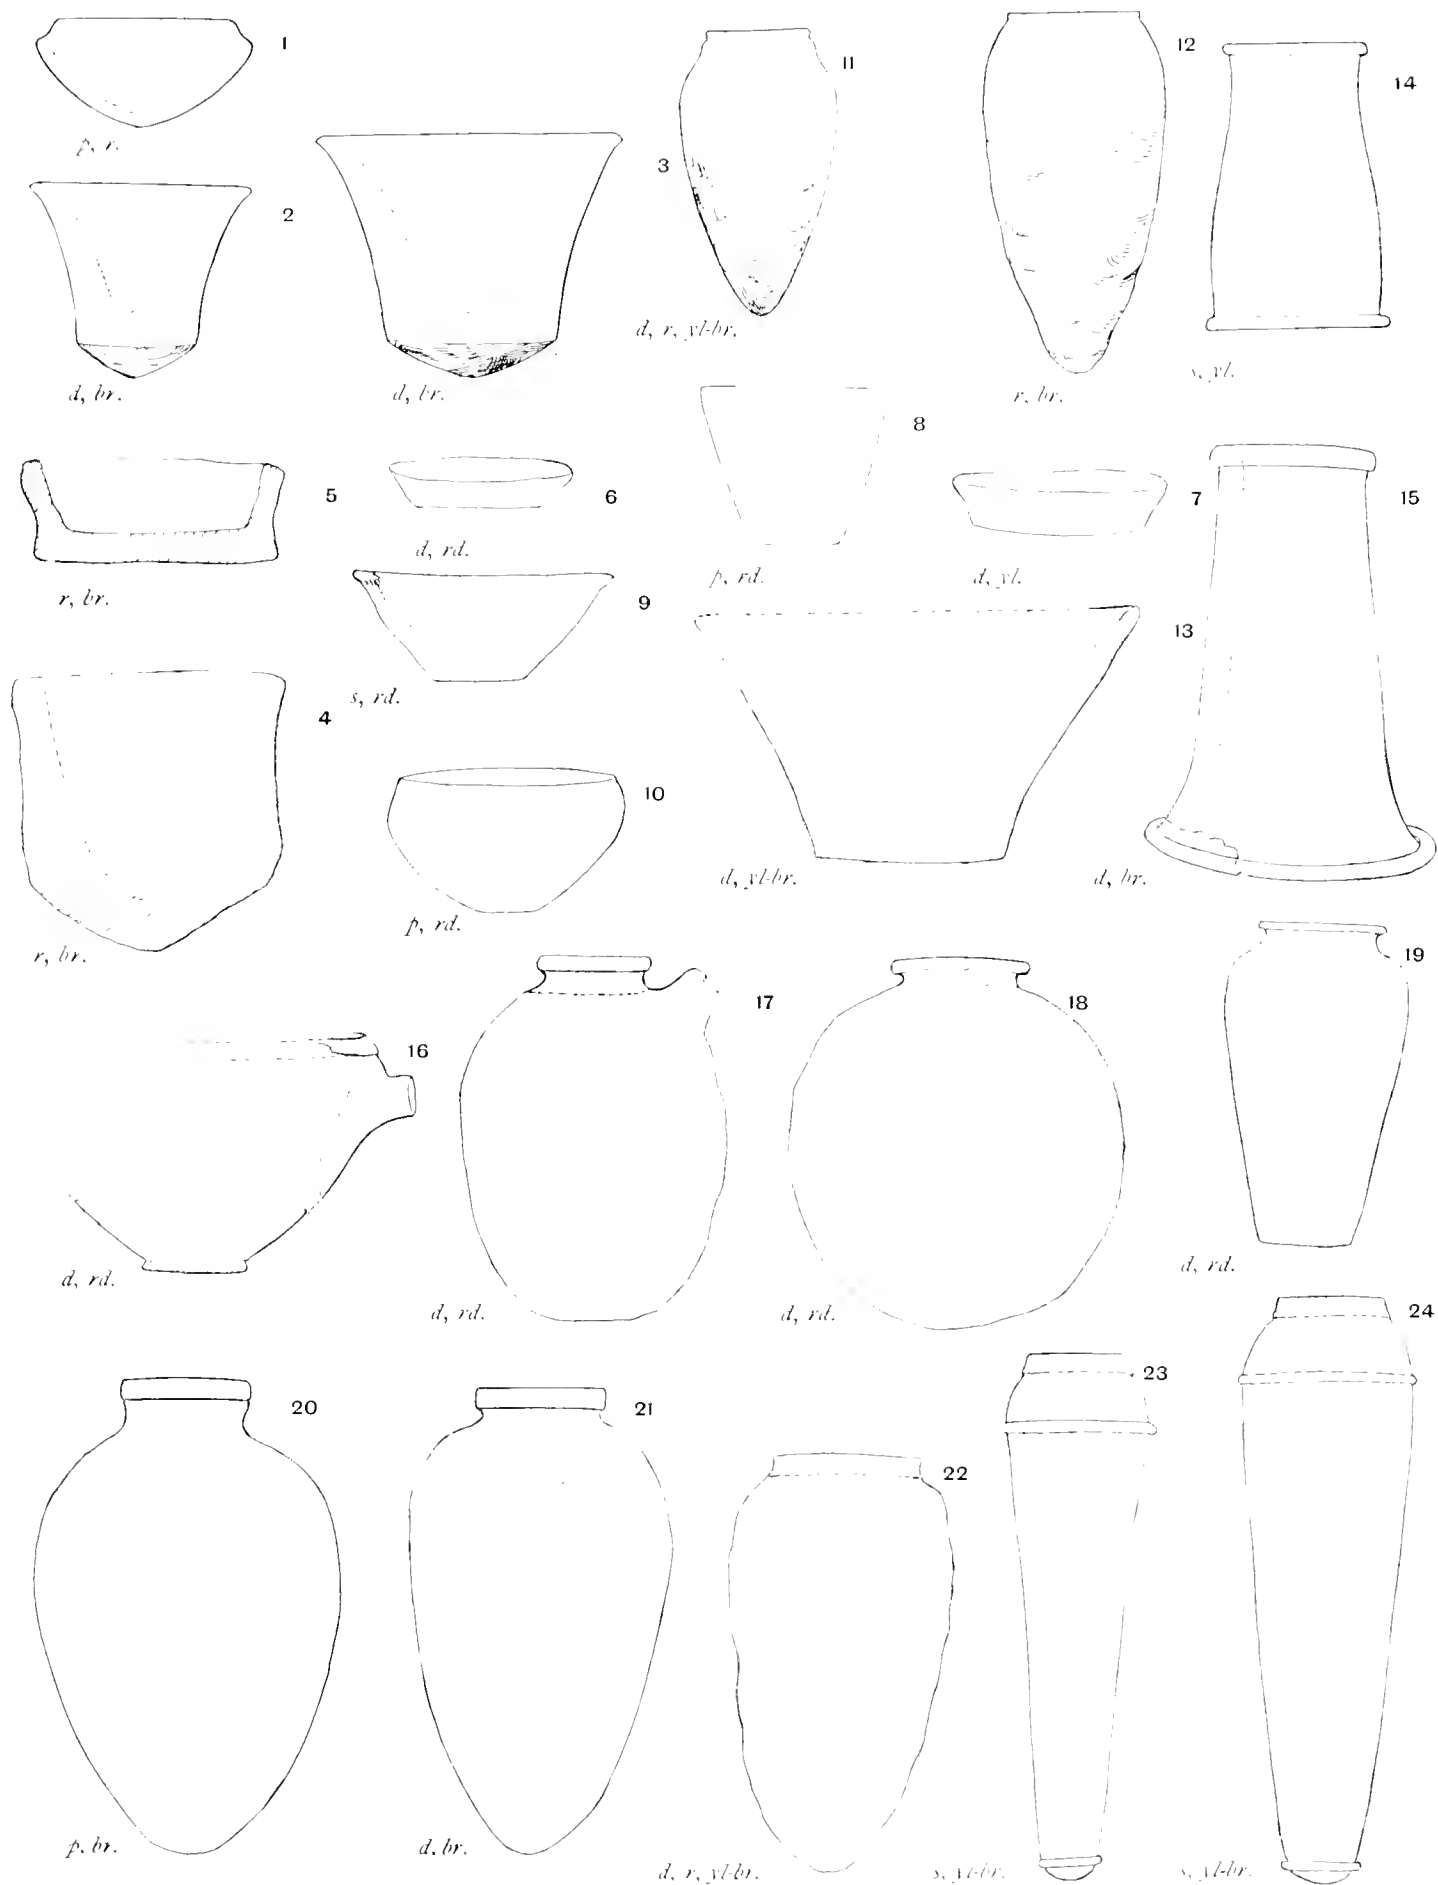 1
p, r.
2
d, br.
3
d, br.
11
d, r, yl-br.
12
r, br.
14
s, yl.
5
r, br.
6
d, rd.
8
p, rd.
7
d, yl.
15
d, br.
9
s, rd.
4
r, br.
10
p, rd.
13
d, yl-br.
16
d, rd.
17
d, rd.
18
d, rd.
19
d, rd.
20
p, br.
21
d, br.
22
d, r, yl-br.
23
s, yl-br.
24
s, yl-br.